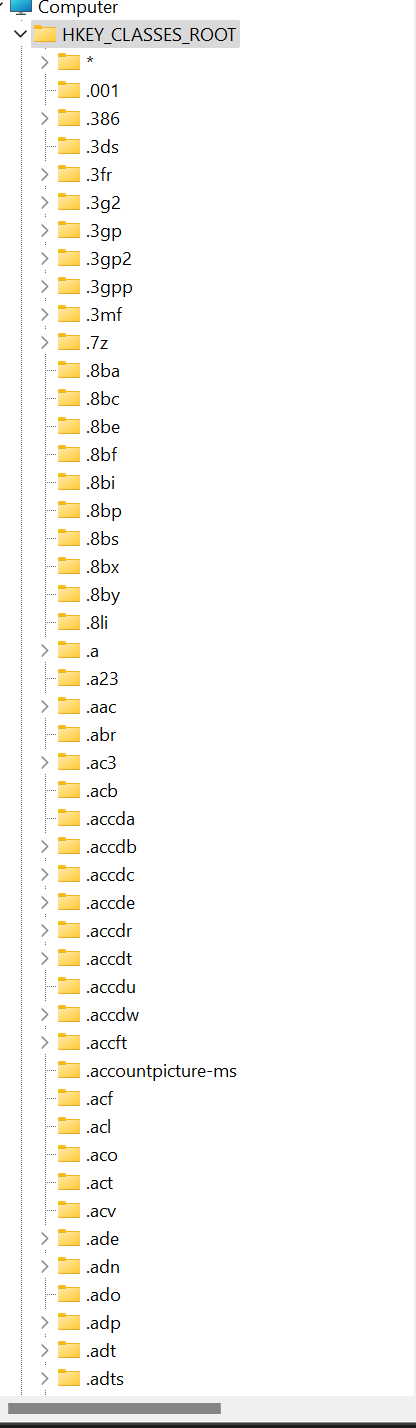 Computer
HKEY_CLASSES_ROOT
*
.001
.386
.3ds
.3fr
.3g2
.3gp
.3gp2
.3gpp
.3mf
.7z
.8ba
.8bc
.8be
.8bf
.8bi
.8bp
.8bs
.8bx
.8by
.8li
.a
.a23
.aac
.abr
.ac3
.acb
.accda
.accdb
.accdc
.accde
.accdr
.accdt
.accdu
.accdw
.accft
.accountpicture-ms
.acf
.acl
.aco
.act
.acv
.ade
.adn
.ado
.adp
.adt
.adts